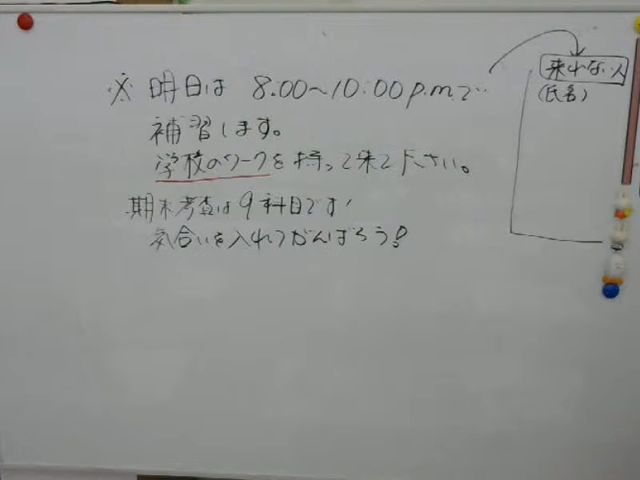 ※ 明日は 8:00～10:00 p.m.で
補習します。
学校のワークを持って来て下さい。
期末考査は9科目です!
気合いを入れてがんばろう!
来れない人
(氏名)